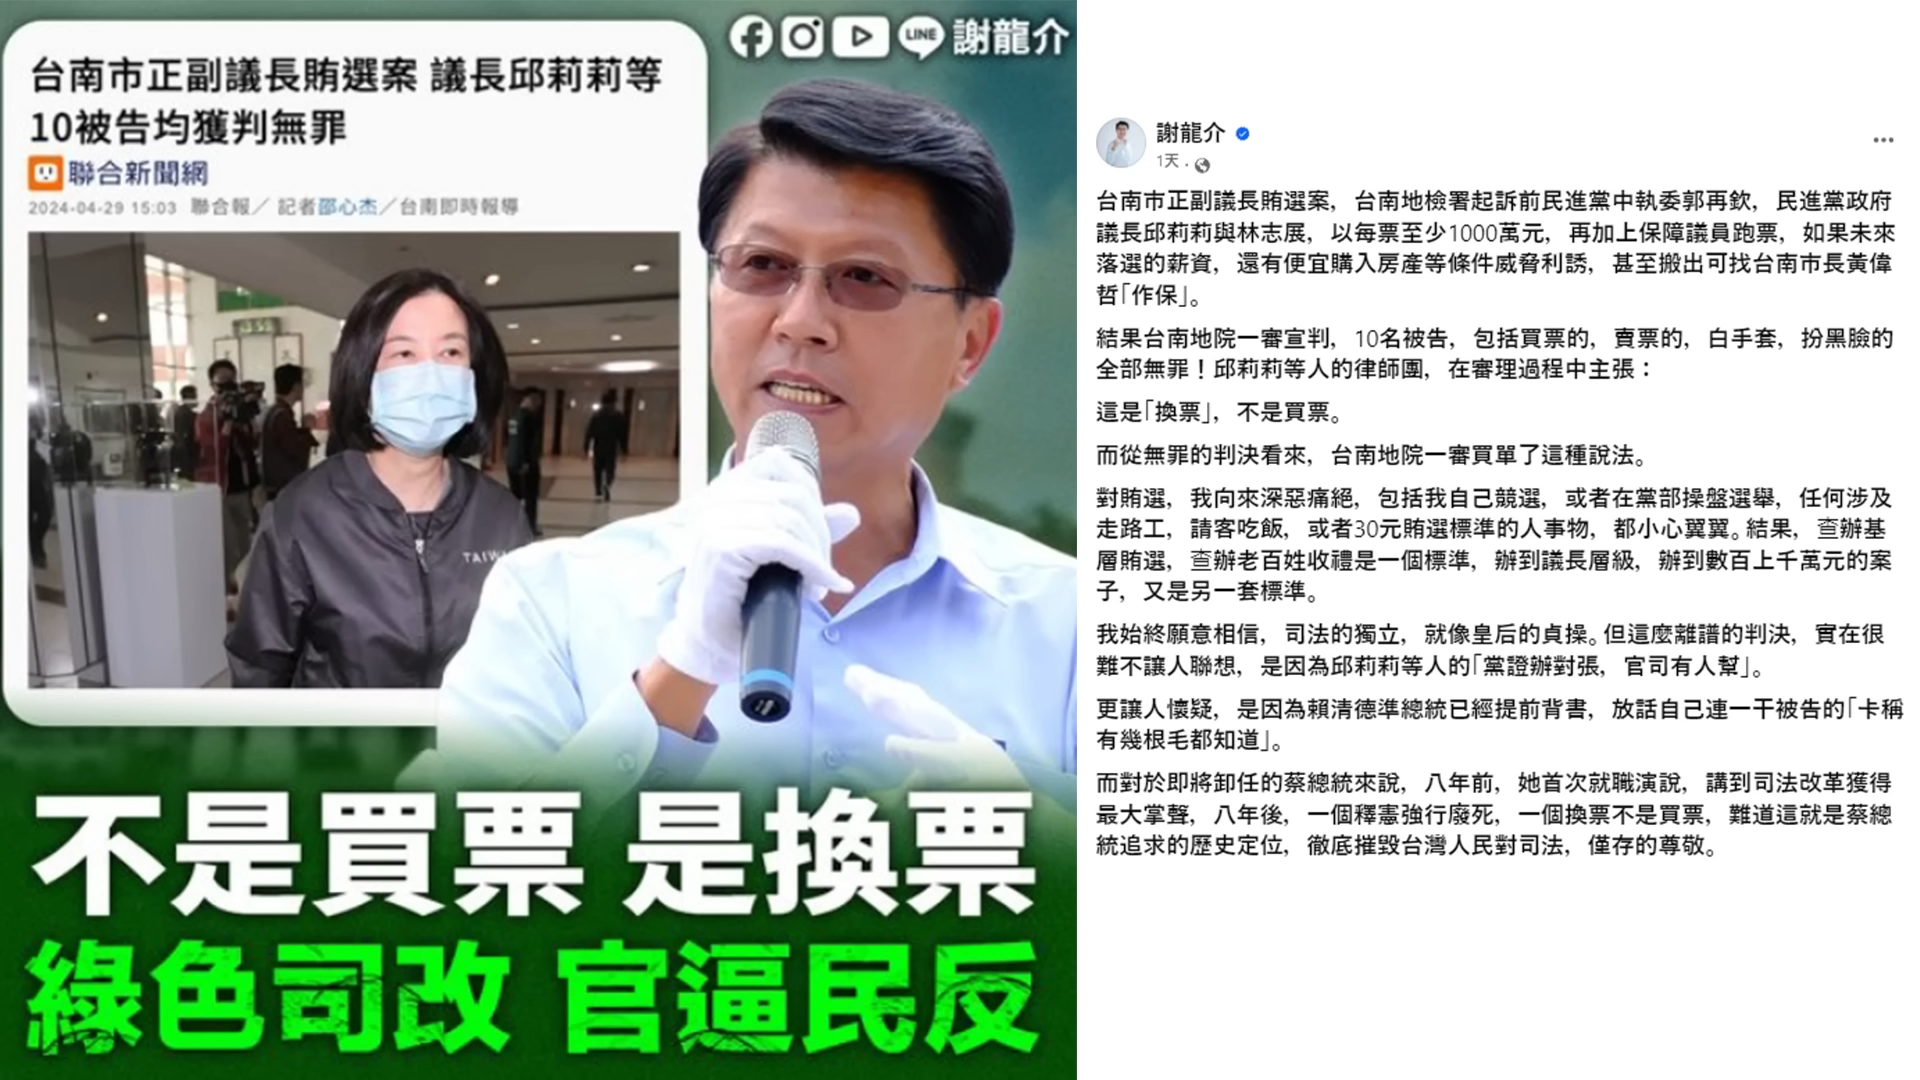 LINE 謝龍介
台南市正副議長賄選案 議長邱莉莉等
10被告均獲判無罪
聯合新聞網
2024-04-29 15:03 聯合報／ 記者邵心杰／台南即時報導
不是買票 是換票
綠色司改 官逼民反
謝龍介
1天 .
台南市正副議長賄選案，台南地檢署起訴前民進黨中執委郭再欽，民進黨政府
議長邱莉莉與林志展，以每票至少1000萬元，再加上保障議員跑票，如果未來
落選的薪資，還有便宜購入房產等條件威脅利誘，甚至搬出可找台南市長黃偉
哲「作保」。
結果台南地院一審宣判，10名被告，包括買票的，賣票的，白手套，扮黑臉的
全部無罪！邱莉莉等人的律師團，在審理過程中主張：
這是「換票」，不是買票。
而從無罪的判決看來，台南地院一審買單了這種說法。
對賄選，我向來深惡痛絕，包括我自己競選，或者在黨部操盤選舉，任何涉及
走路工，請客吃飯，或者30元賄選標準的人事物，都小心翼翼。結果，查辦基
層賄選，查辦老百姓收禮是一個標準，辦到議長層級，辦到數百上千萬元的案
子，又是另一套標準。
我始終願意相信，司法的獨立，就像皇后的貞操。但這麼離譜的判決，實在很
難不讓人聯想，是因為邱莉莉等人的「黨證辦對張，官司有人幫」。
更讓人懷疑，是因為賴清德準總統已經提前背書，放話自己連一干被告的「卡稱
有幾根毛都知道」。
而對於即將卸任的蔡總統來說，八年前，她首次就職演說，講到司法改革獲得
最大掌聲，八年後，一個釋憲強行廢死，一個換票不是買票，難道這就是蔡總
統追求的歷史定位，徹底摧毀台灣人民對司法，僅存的尊敬。